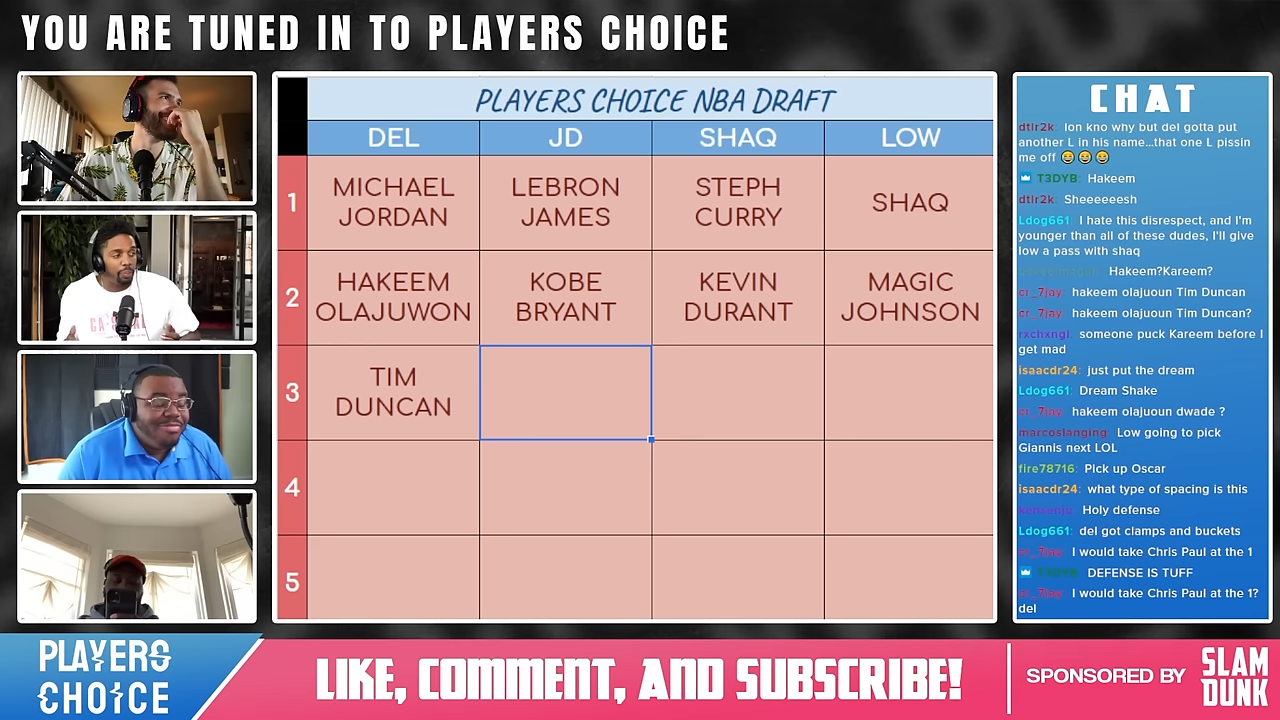 YOU ARE TUNED IN TO PLAYERS CHOICE
PLAYERS CHOICE NBA DRAFT
DEL JD SHAQ LOW
1 MICHAEL JORDAN LEBRON JAMES STEPH CURRY SHAQ
2 HAKEEM OLAJUWON KOBE BRYANT KEVIN DURANT MAGIC JOHNSON
3 TIM DUNCAN
4
5
CHAT
dtlr2k: Ion kno why but del gotta put
another L in his name...that one L pissin
me off 😂😂😂
T3DYB: Hakeem
dtlr2k: Sheeeeeesh
Ldog661: I hate this disrespect, and I'm
younger than all of these dudes, I'll give
low a pass with shaq
Hakeem?Kareem?
cr_7jay: hakeem olajuoun Tim Duncan
cr_7jay: hakeem olajuoun Tim Duncan?
rxchxngl: someone puck Kareem before I
get mad
isaacdr24: just put the dream
Ldog661: Dream Shake
cr_7jay: hakeem olajuoun dwade ?
marcoslanging: Low going to pick
Giannis next LOL
fire78716: Pick up Oscar
isaacdr24: what type of spacing is this
Holy defense
Ldog661: del got clamps and buckets
cr_7jay: I would take Chris Paul at the 1
T3DYB: DEFENSE IS TUFF
cr_7jay: I would take Chris Paul at the 1?
del
PLAYERS
CHOICE
LIKE, COMMENT, AND SUBSCRIBE!
SPONSORED BY
SLAM
DUNK